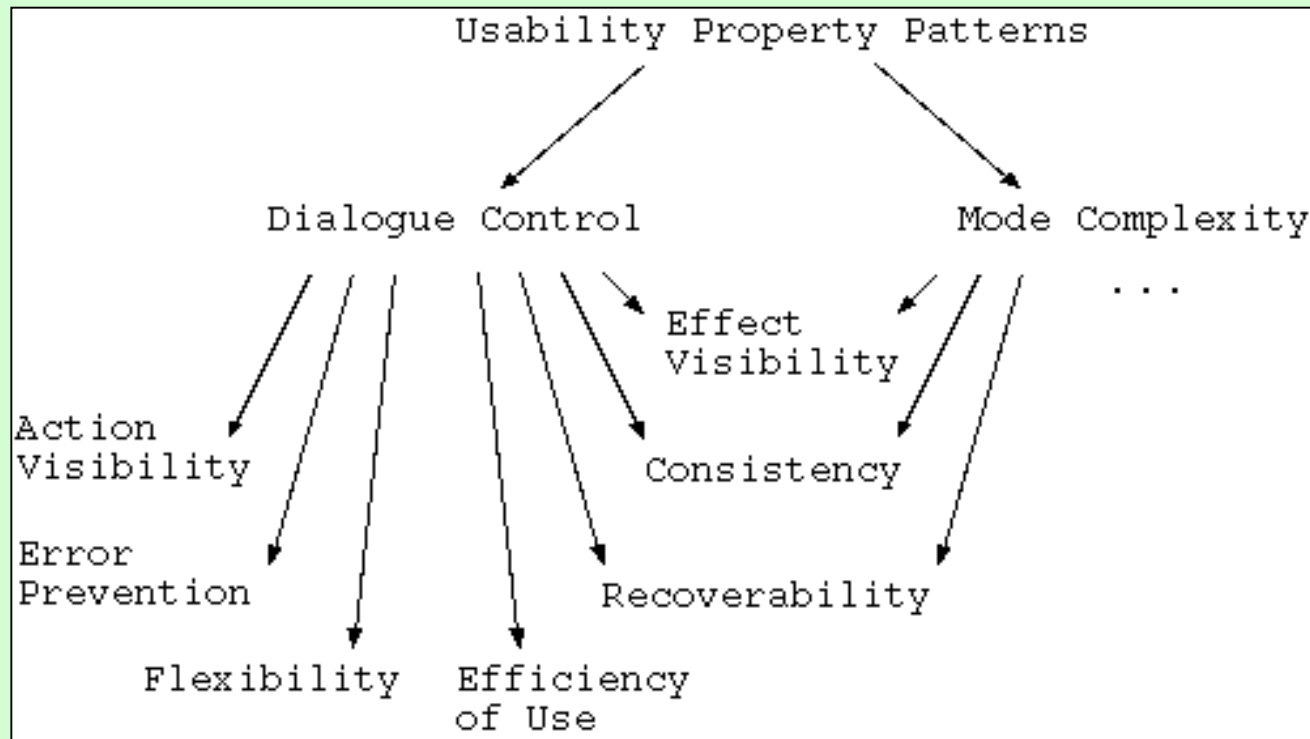 Usability Property Patterns
Dialogue Control
Mode Complexity
...
Effect
Visibility
Action
Visibility
Consistency
Error
Prevention
Recoverability
Flexibility
Efficiency
of Use